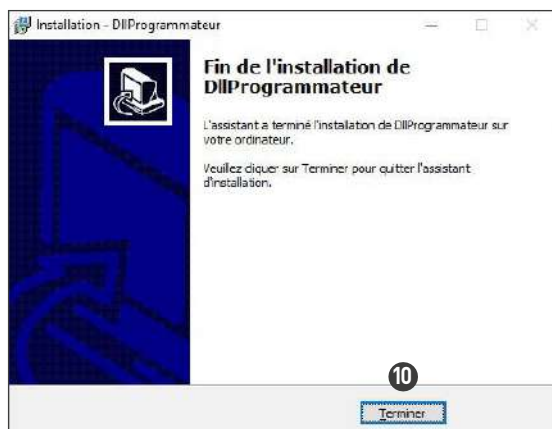 Installation - DllProgrammateur
Fin de l'installation de
DllProgrammateur
L'assistant a terminé l'installation de DllProgrammateur sur
votre ordinateur.
Veuillez cliquer sur Terminer pour quitter l'assistant
d'installation.
10
Terminer